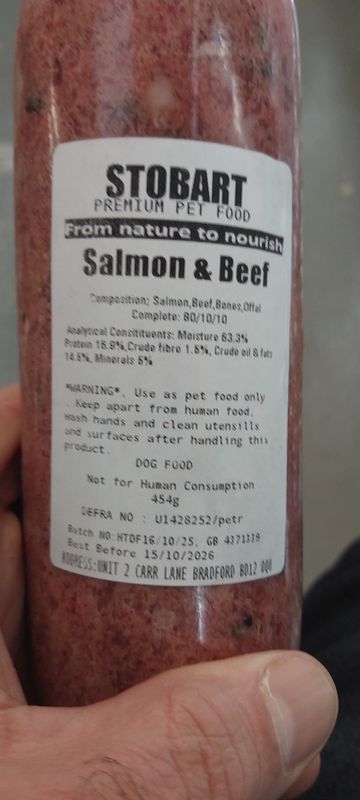 STOBART
PREMIUM PET FOOD
From nature to nourish
Salmon & Beef
Composition; Salmon,Beef,Bones,Offal
Complete: 80/10/10
Analytical Consitituents: Moisture 63.3%
Protein 16.9%,Crude fibre 1.6%, Crude oil & fats
14.6%, Minerals 5%
*WARNING*. Use as pet food only
. Keep apart from human food.
wash hands and clean utensills
and surfaces after handling this
product.
DOG FOOD
Not for Human Consumption
454g
DEFRA NO : U1428252/petr
Batch NO:HTDF16/10/25, GB 4371319
Best Before 15/10/2026
ADDRESS:UNIT 2 CARR LANE BRADFORD BD12 0QU